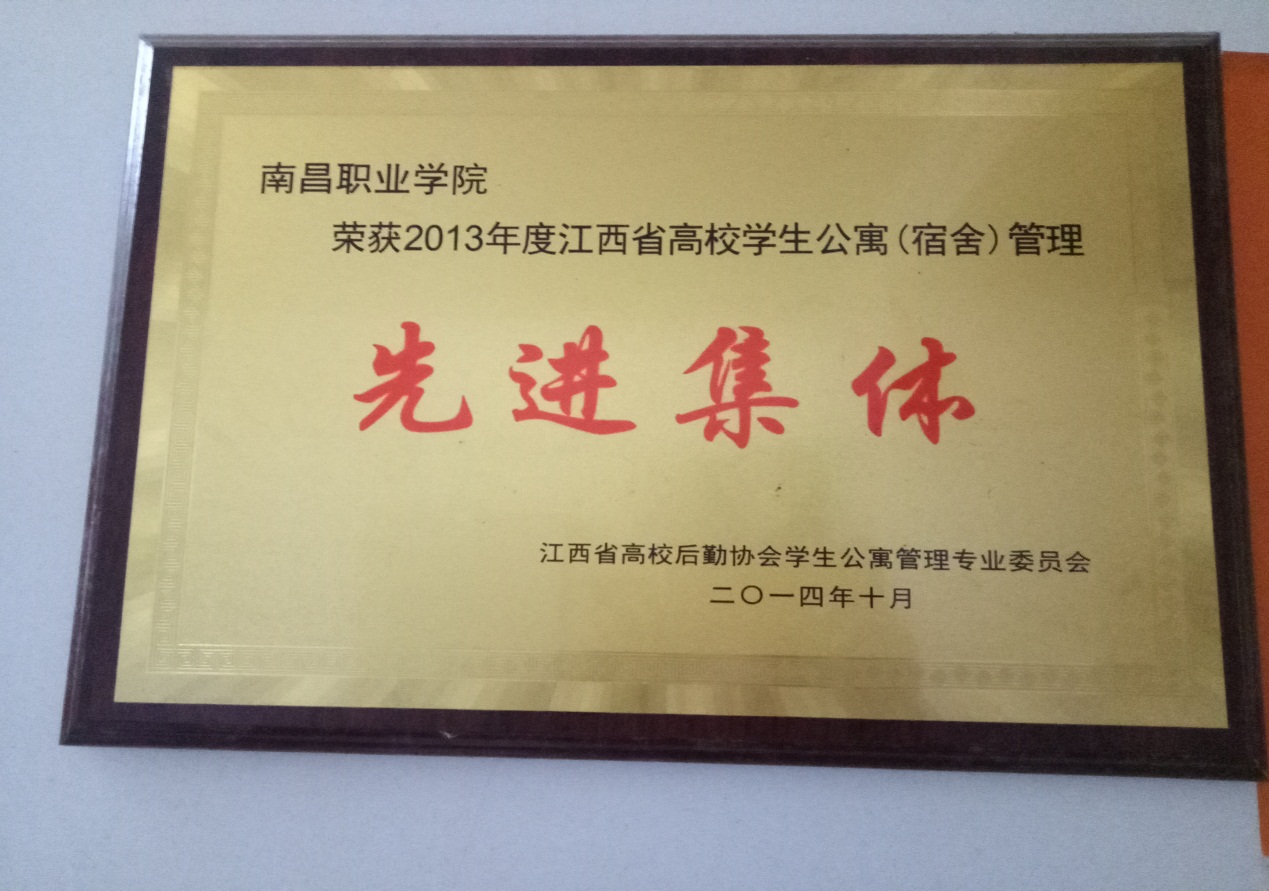 南昌职业学院
荣获2013年度江西省高校学生公寓(宿舍)管理
先进集体
江西省高校后勤协会学生公寓管理专业委员会
二〇一四年十月